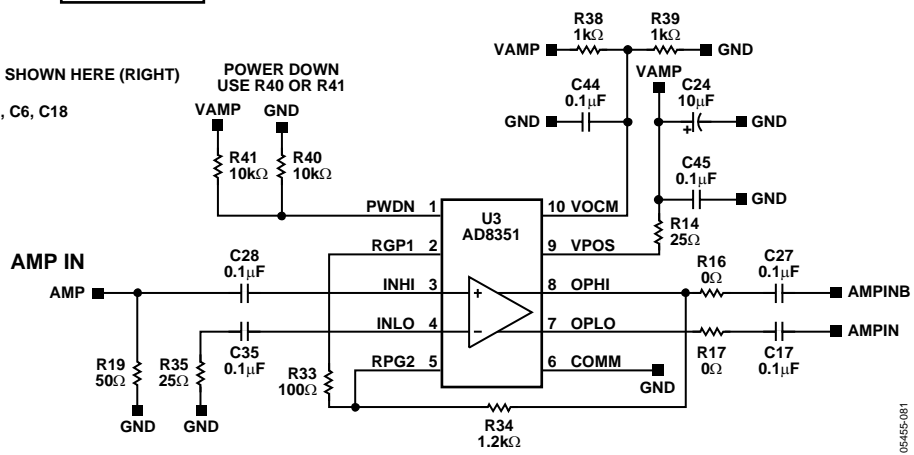 R38
1kΩ
R39
1kΩ
VAMP
GND
SHOWN HERE (RIGHT)
, C6, C18
POWER DOWN
USE R40 OR R41
VAMP
GND
R41
10kΩ
R40
10kΩ
C44
0.1μF
GND
VAMP
C24
10μF
+
GND
C45
0.1μF
GND
R14
25Ω
PWDN 1
U3
AD8351
10 VOCM
RGP1 2
9 VPOS
AMP IN
AMP
C28
0.1μF
INHI 3
+
8 OPHI
R16
0Ω
C27
0.1μF
AMPINB
INLO 4
−
7 OPLO
R17
0Ω
C17
0.1μF
AMPIN
R19
50Ω
R35
25Ω
C35
0.1μF
R33
100Ω
RPG2 5
6 COMM
GND
GND
GND
R34
1.2kΩ
05455-081